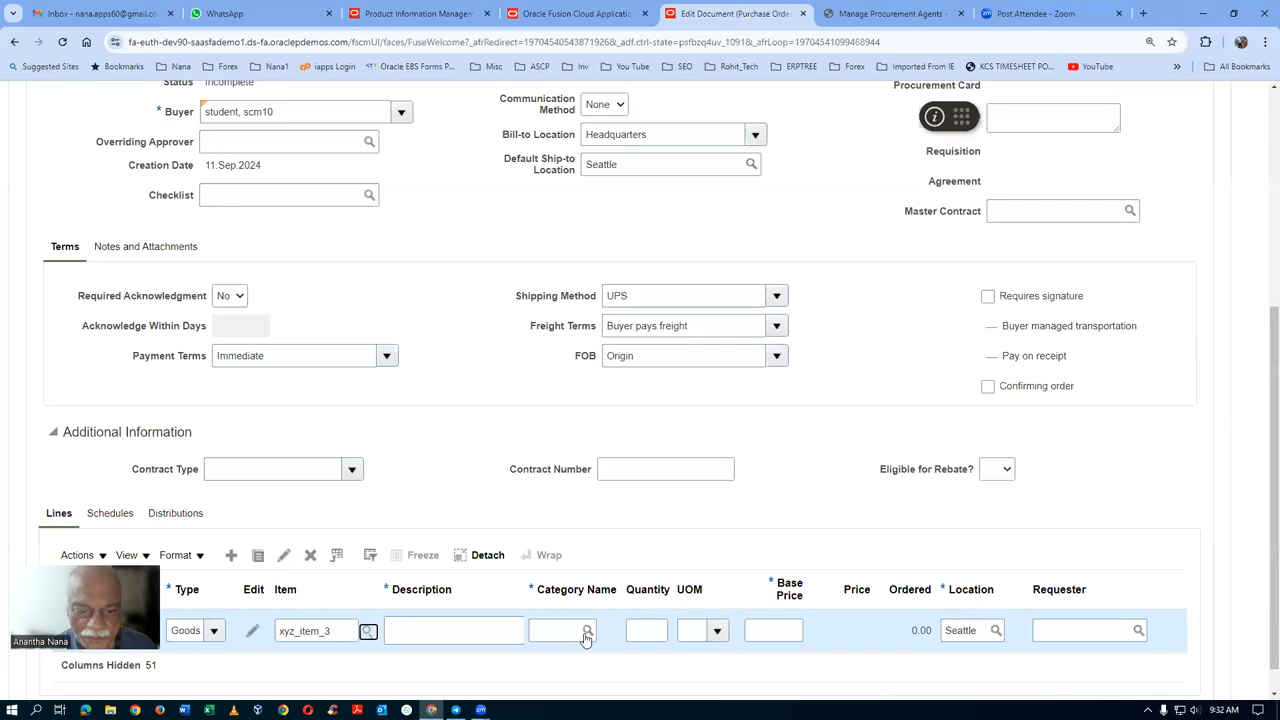 Inbox - nana.apps60@gmail.co
WhatsApp
Product Information Managem
Oracle Fusion Cloud Application
Edit Document (Purchase Order
Manage Procurement Agents -
Post Attendee - Zoom
fa-euth-dev90-saasfademo1.ds-fa.oraclepdemos.com/fscmUI/faces/FuseWelcome?_afrRedirect=1970454054387192&_adf.ctrl-state=psfbzq4uv_1091&_afrLoop=19704541099468944
Suggested Sites
Bookmarks
Nana
Forex
Nana1
iapps Login
Oracle EBS Forms P...
Misc
ASCP
Inv
You Tube
SEO
Rohit_Tech
ERPTREE
Forex
Imported From IE
KCS TIMESHEET PO...
YouTube
All Bookmarks
Status Incomplete
Procurement Card
* Buyer student, scm10
Communication Method None
Overriding Approver
Bill-to Location Headquarters
Requisition
Creation Date 11.Sep.2024
Default Ship-to Location Seattle
Agreement
Checklist
Master Contract
Terms Notes and Attachments
Required Acknowledgment No
Shipping Method UPS
Requires signature
Acknowledge Within Days
Freight Terms Buyer pays freight
Buyer managed transportation
Payment Terms Immediate
FOB Origin
Pay on receipt
Confirming order
Additional Information
Contract Type
Contract Number
Eligible for Rebate?
Lines Schedules Distributions
Actions View Format Freeze Detach Wrap
* Type Edit Item * Description * Category Name Quantity UOM * Base Price Price Ordered * Location Requester
Goods xyz_item_3 0.00 Seattle
Anantha Nana
Columns Hidden 51
9:32 AM